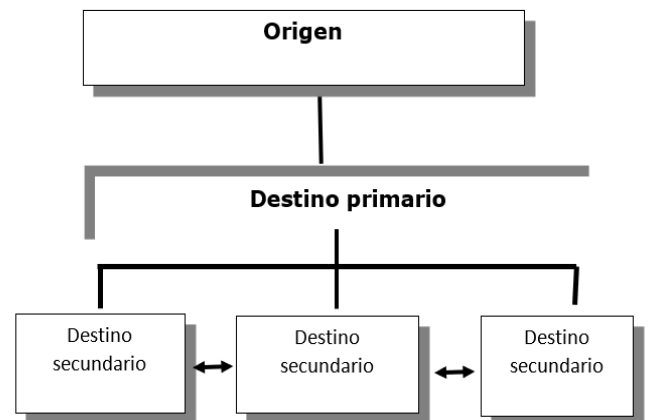 Origen
Destino primario
Destino
secundario
Destino
secundario
Destino
secundario